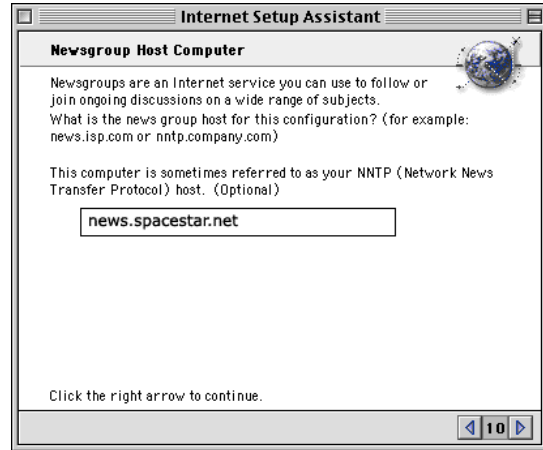 Internet Setup Assistant
Newsgroup Host Computer
Newsgroups are an Internet service you can use to follow or
join ongoing discussions on a wide range of subjects.
What is the news group host for this configuration? (for example:
news.isp.com or nntp.company.com)
This computer is sometimes referred to as your NNTP (Network News
Transfer Protocol) host. (Optional)
news.spacestar.net
Click the right arrow to continue.
10